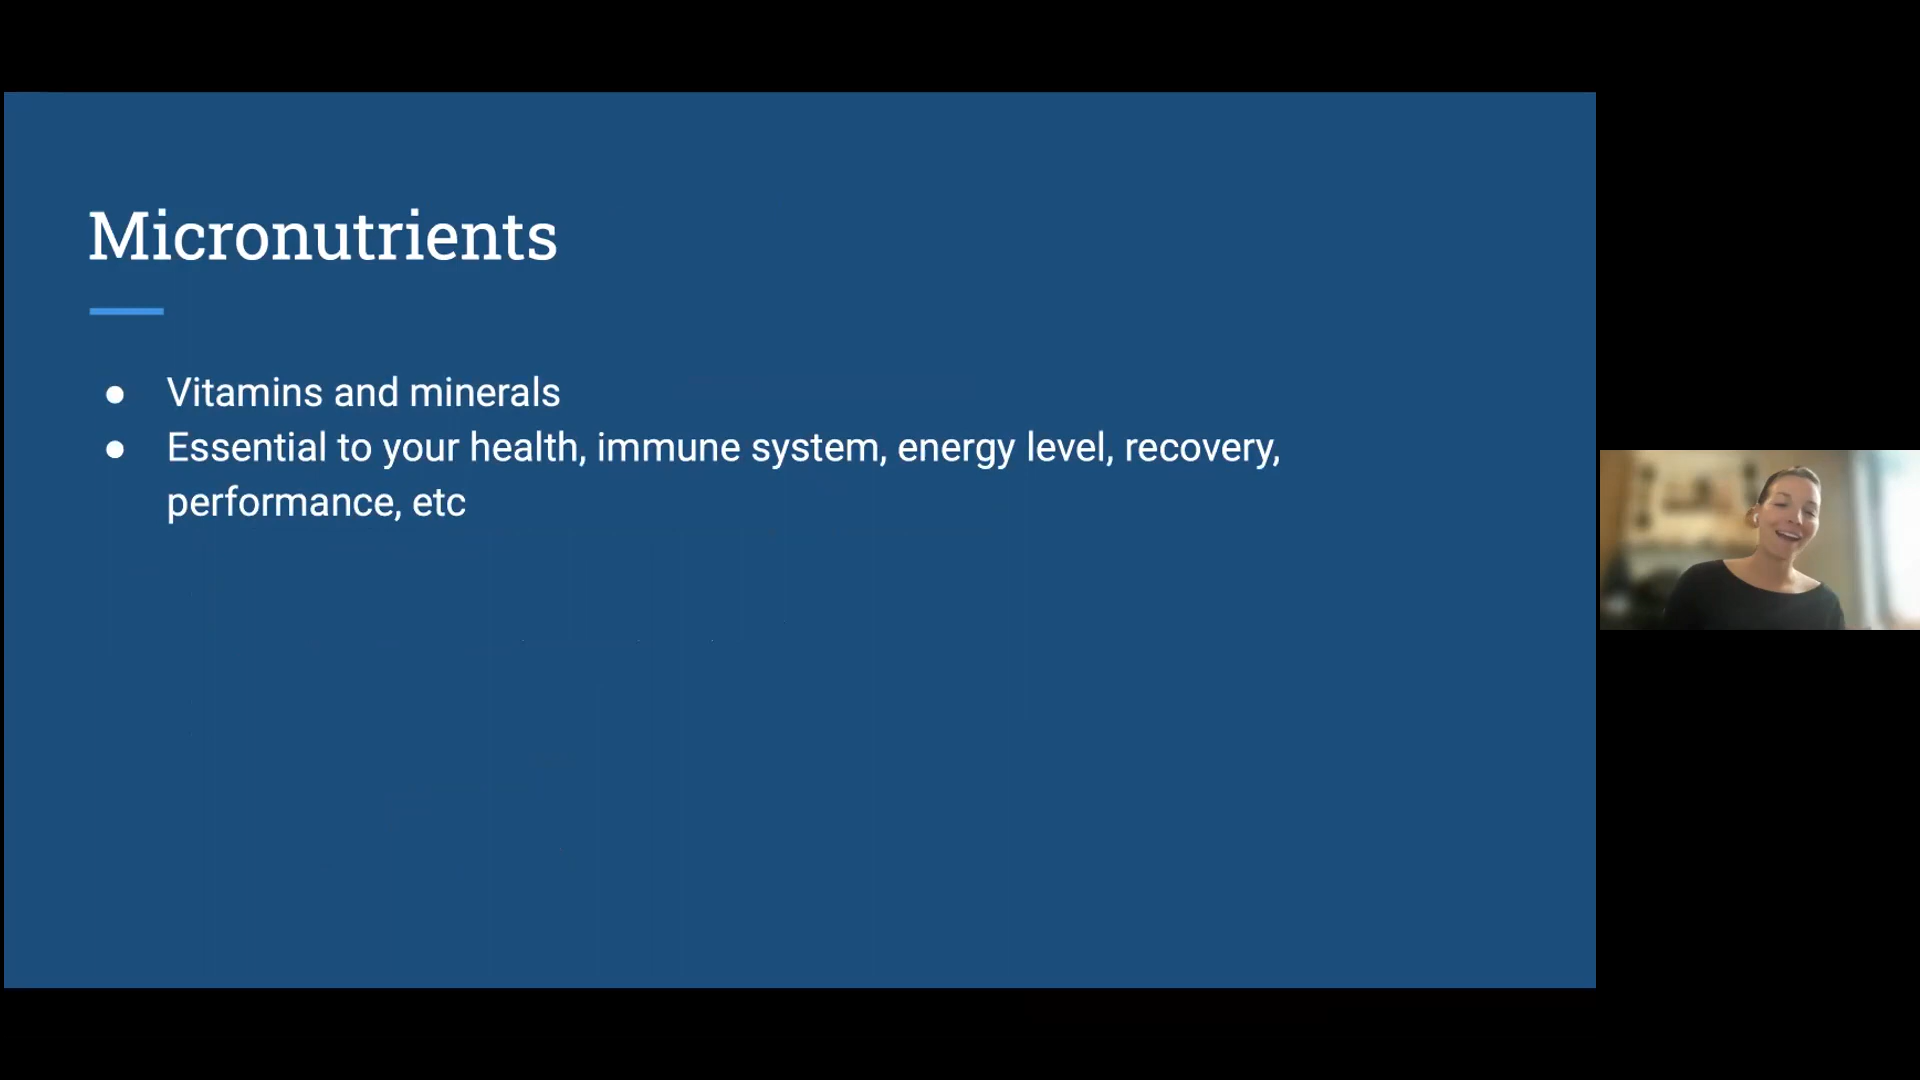 Micronutrients
● Vitamins and minerals
● Essential to your health, immune system, energy level, recovery,
performance, etc